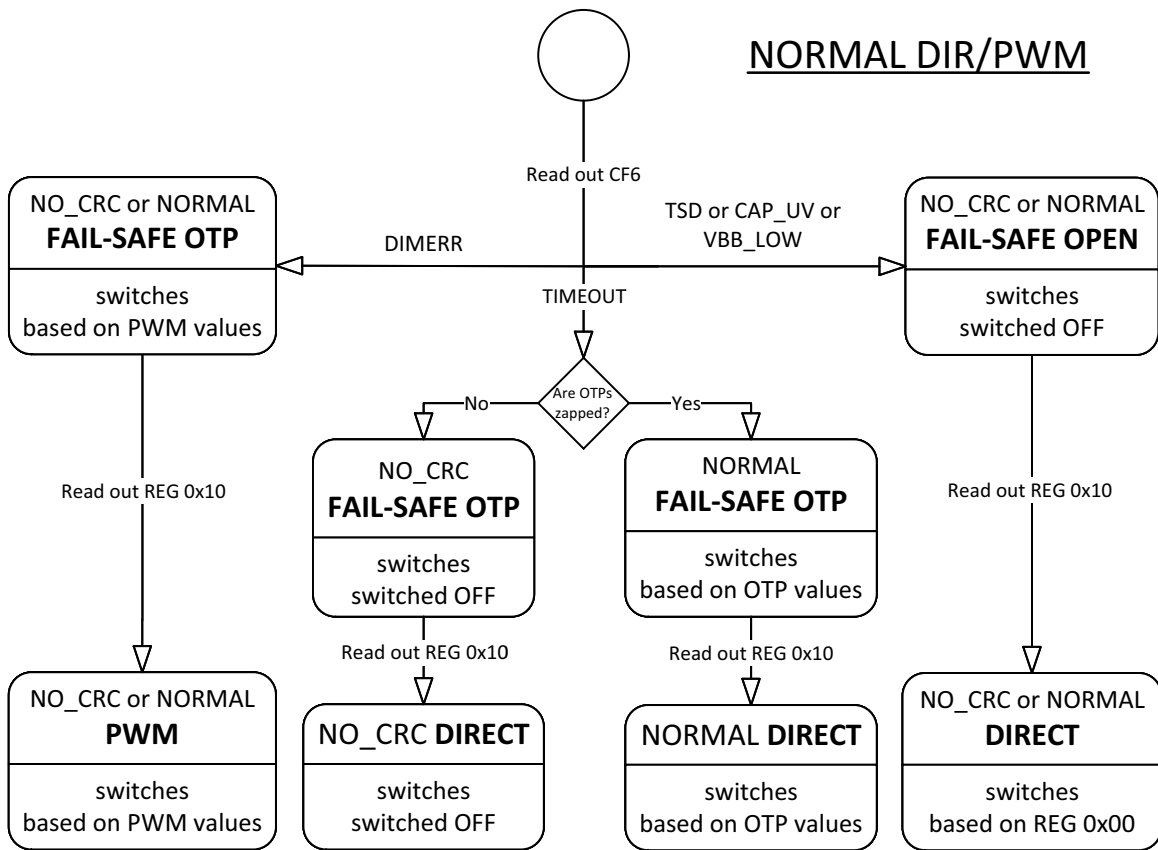 NORMAL DIR/PWM
Read out CF6
NO_CRC or NORMAL
FAIL-SAFE OTP
switches
based on PWM values
DIMERR
TSD or CAP_UV or
VBB_LOW
NO_CRC or NORMAL
FAIL-SAFE OPEN
switches
switched OFF
TIMEOUT
Are OTPs
zapped?
No
Yes
NO_CRC
FAIL-SAFE OTP
switches
switched OFF
NORMAL
FAIL-SAFE OTP
switches
based on OTP values
Read out REG 0x10
Read out REG 0x10
Read out REG 0x10
Read out REG 0x10
NO_CRC or NORMAL
PWM
switches
based on PWM values
NO_CRC DIRECT
switches
switched OFF
NORMAL DIRECT
switches
based on OTP values
NO_CRC or NORMAL
DIRECT
switches
based on REG 0x00